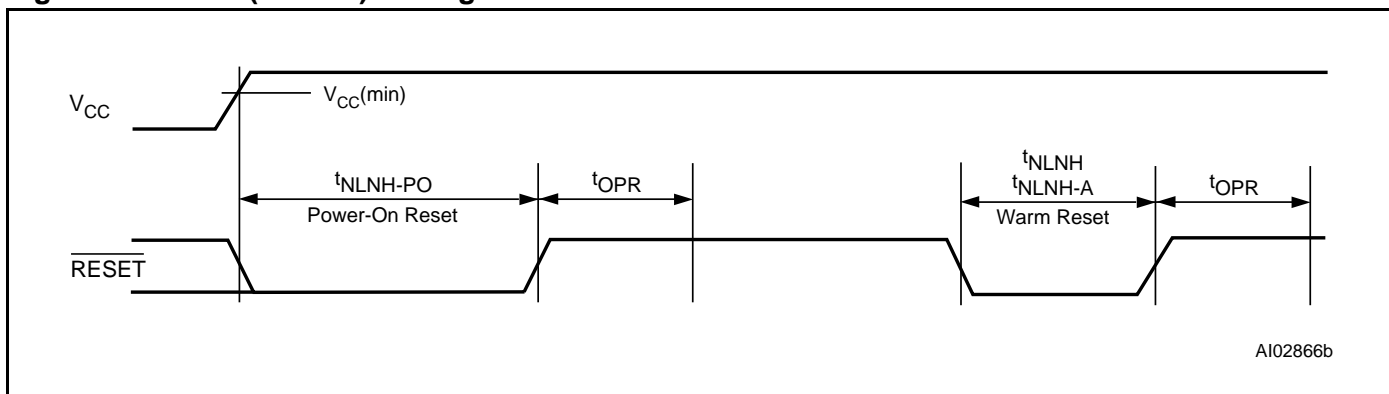 VCC
VCC(min)
tNLNH-PO
Power-On Reset
tOPR
tNLNH
tNLNH-A
Warm Reset
tOPR
RESET
AI02866b